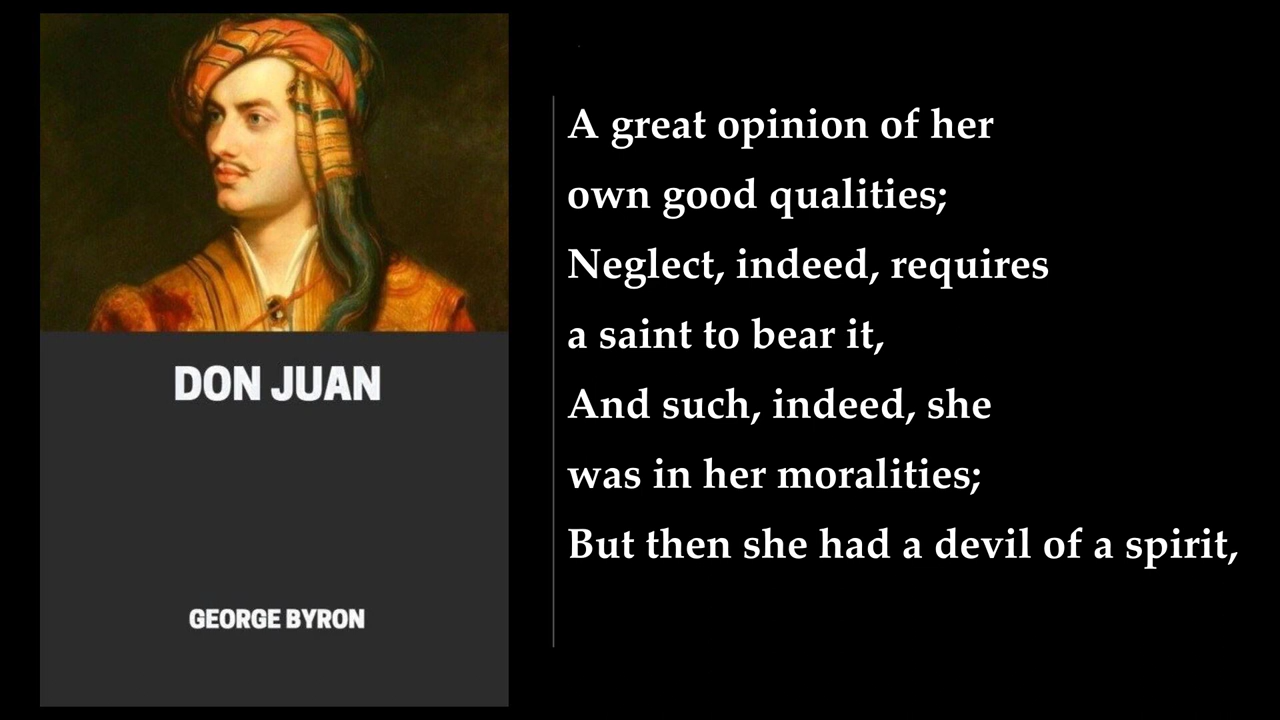 DON JUAN
GEORGE BYRON
A great opinion of her
own good qualities;
Neglect, indeed, requires
a saint to bear it,
And such, indeed, she
was in her moralities;
But then she had a devil of a spirit,